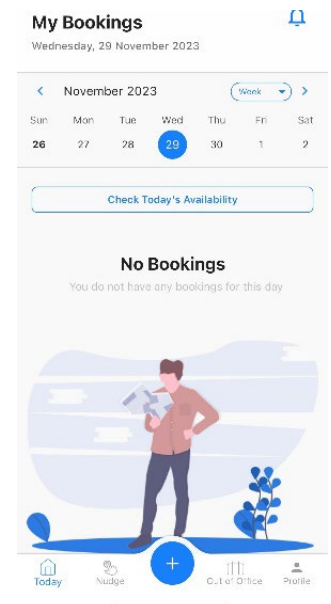 My Bookings
Wednesday, 29 November 2023
November 2023 Week
Sun Mon Tue Wed Thu Fri Sat
26 27 28 29 30 1 2
Check Today's Availability
No Bookings
You do not have any bookings for this day
Today Nudge Out of Office Profile